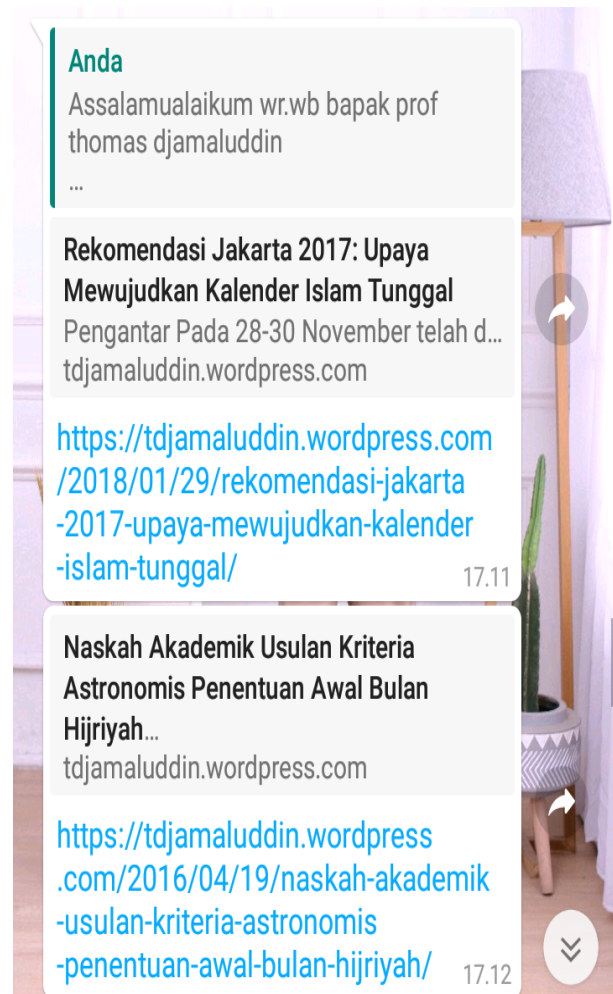 Anda
Assalamualaikum wr.wb bapak prof
thomas djamaluddin
...
Rekomendasi Jakarta 2017: Upaya
Mewujudkan Kalender Islam Tunggal
Pengantar Pada 28-30 November telah d...
tdjamaluddin.wordpress.com
https://tdjamaluddin.wordpress.com
/2018/01/29/rekomendasi-jakarta
-2017-upaya-mewujudkan-kalender
-islam-tunggal/
17.11
Naskah Akademik Usulan Kriteria
Astronomis Penentuan Awal Bulan
Hijriyah...
tdjamaluddin.wordpress.com
https://tdjamaluddin.wordpress
.com/2016/04/19/naskah-akademik
-usulan-kriteria-astronomis
-penentuan-awal-bulan-hijriyah/
17.12